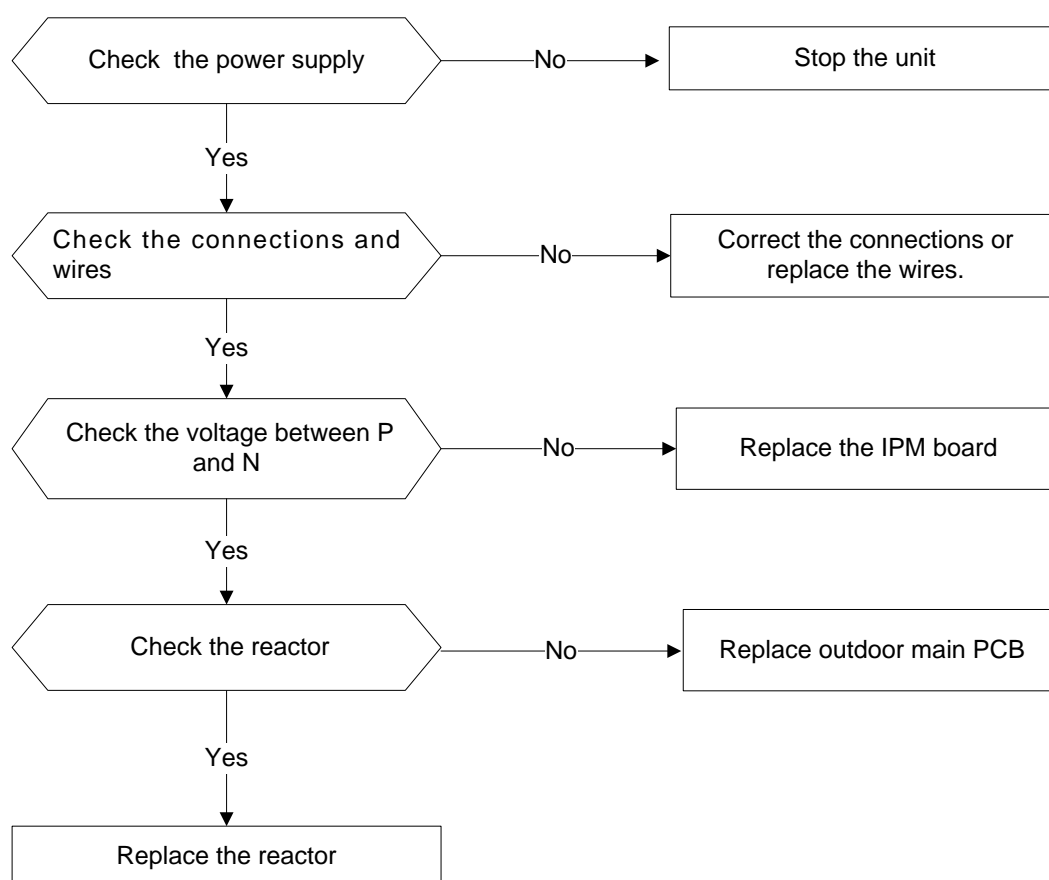 Check the power supply
No
Stop the unit
Yes
Check the connections and
wires
No
Correct the connections or
replace the wires.
Yes
Check the voltage between P
and N
No
Replace the IPM board
Yes
Check the reactor
No
Replace outdoor main PCB
Yes
Replace the reactor